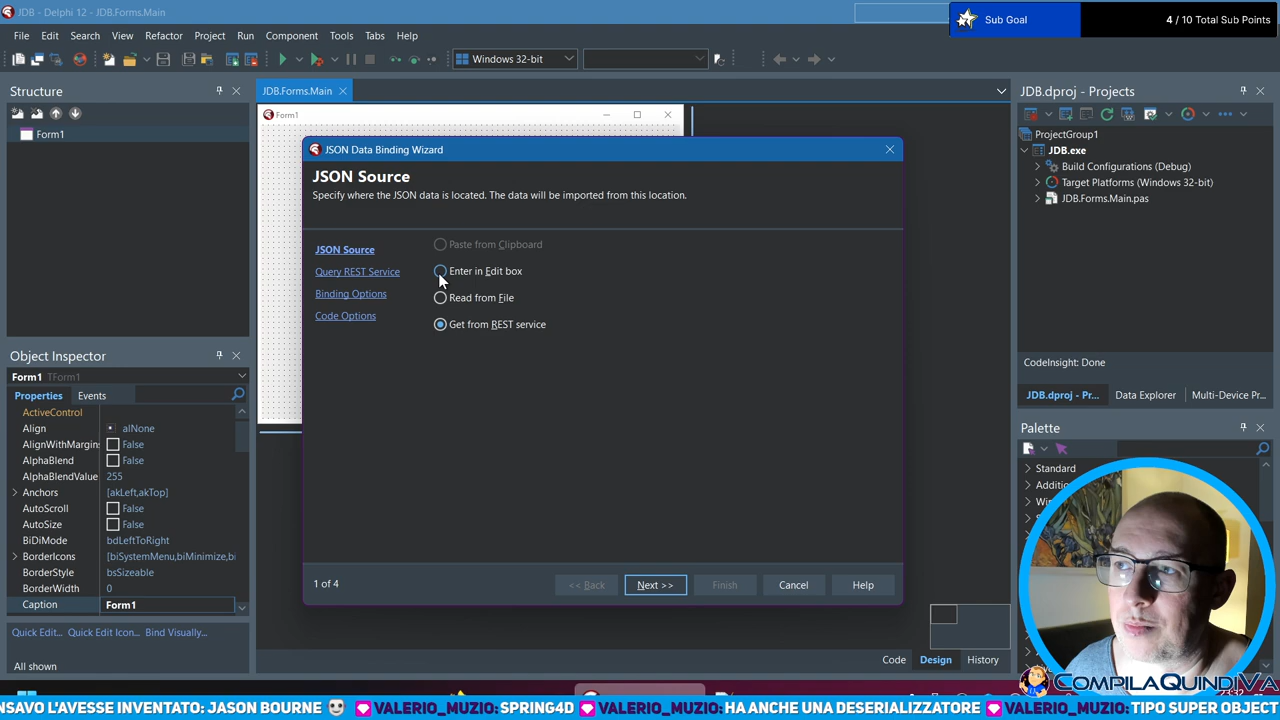 JDB - Delphi 12 - JDB.Forms.Main
Sub Goal
4 / 10 Total Sub Points
File Edit Search View Refactor Project Run Component Tools Tabs Help
Windows 32-bit
Structure
Form1
JDB.Forms.Main
Form1
JSON Data Binding Wizard
JSON Source
Specify where the JSON data is located. The data will be imported from this location.
JSON Source
Query REST Service
Binding Options
Code Options
Paste from Clipboard
Enter in Edit box
Read from File
Get from REST service
1 of 4
<< Back Next >> Finish Cancel Help
Object Inspector
Form1 TForm1
Properties Events
ActiveControl
Align alNone
AlignWithMargins False
AlphaBlend False
AlphaBlendValue 255
Anchors [akLeft,akTop]
AutoScroll False
AutoSize False
BiDiMode bdLeftToRight
BorderIcons [biSystemMenu,biMinimize,bi
BorderStyle bsSizeable
BorderWidth 0
Caption Form1
Quick Edit... Quick Edit Icon... Bind Visually...
All shown
Code Design History
JDB.dproj - Projects
ProjectGroup1
JDB.exe
Build Configurations (Debug)
Target Platforms (Windows 32-bit)
JDB.Forms.Main.pas
CodeInsight: Done
JDB.dproj - Pr... Data Explorer Multi-Device Pr...
Palette
Standard
COMPILAQUINDIVA
NSAVO L'AVESSE INVENTATO: JASON BOURNE VALERIO_MUZIO: SPRING4D VALERIO_MUZIO: HA ANCHE UNA DESERIALIZZATORE VALERIO_MUZIO: TIPO SUPER OBJECT